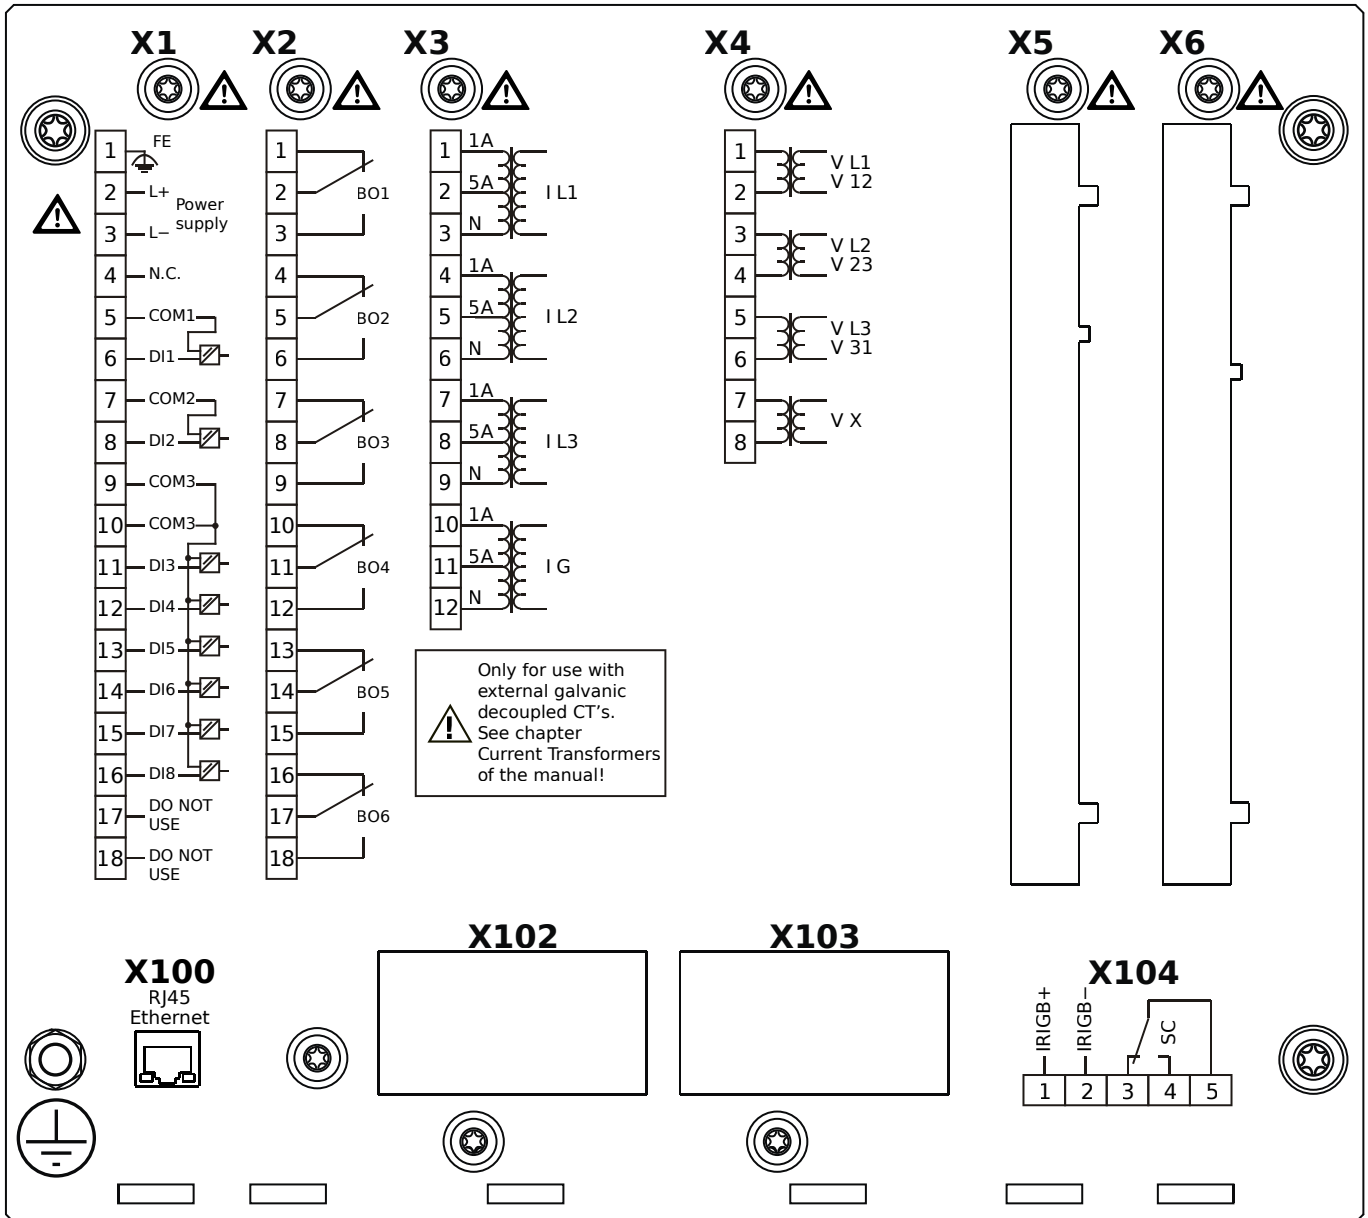 X1
X2
X3
X4
X5
X6
1 FE
2 L+
3 L−
Power
supply
4 N.C.
5 COM1
6 DI1
7 COM2
8 DI2
9 COM3
10 COM3
11 DI3
12 DI4
13 DI5
14 DI6
15 DI7
16 DI8
17 DO NOT
USE
18 DO NOT
USE
1
2 BO1
3
4
5 BO2
6
7
8 BO3
9
10
11 BO4
12
13
14 BO5
15
16
17 BO6
18
1 1A
2 5A I L1
3 N
4 1A
5 5A I L2
6 N
7 1A
8 5A I L3
9 N
10 1A
11 5A I G
12 N
Only for use with
external galvanic
decoupled CT's.
See chapter
Current Transformers
of the manual!
1 V L1
2 V 12
3 V L2
4 V 23
5 V L3
6 V 31
7 V X
8
X100
RJ45
Ethernet
X102
X103
X104
IRIGB+
IRIGB−
SC
1 2 3 4 5